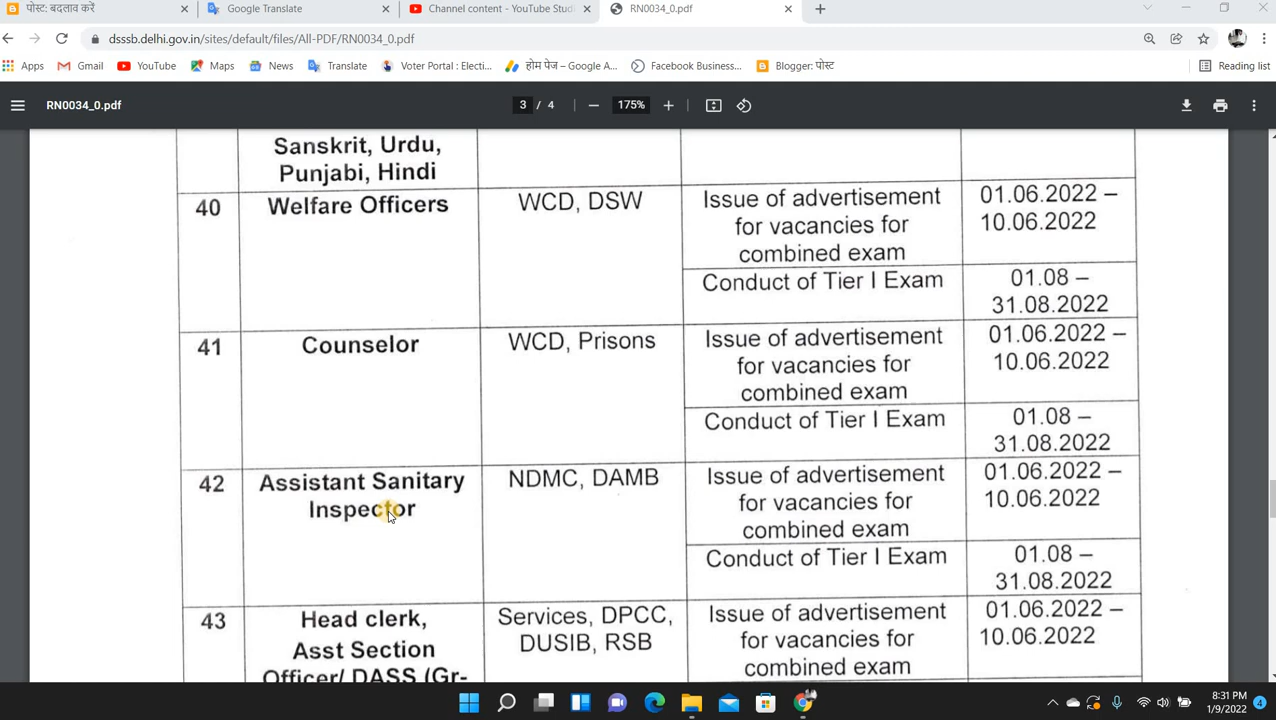 पोस्ट: बदलाव करें
Google Translate
Channel content - YouTube Stud
RN0034_0.pdf
dsssb.delhi.gov.in/sites/default/files/All-PDF/RN0034_0.pdf
Apps
Gmail
YouTube
Maps
News
Translate
Voter Portal : Electi...
होम पेज – Google A...
Facebook Business...
Blogger: पोस्ट
Reading list
RN0034_0.pdf
3 / 4
175%
Sanskrit, Urdu,
Punjabi, Hindi
40
Welfare Officers
WCD, DSW
Issue of advertisement
for vacancies for
combined exam
01.06.2022 –
10.06.2022
Conduct of Tier I Exam
01.08 –
31.08.2022
41
Counselor
WCD, Prisons
Issue of advertisement
for vacancies for
combined exam
01.06.2022 –
10.06.2022
Conduct of Tier I Exam
01.08 –
31.08.2022
42
Assistant Sanitary
Inspector
NDMC, DAMB
Issue of advertisement
for vacancies for
combined exam
01.06.2022 –
10.06.2022
Conduct of Tier I Exam
01.08 –
31.08.2022
43
Head clerk,
Asst Section
Officer/ DASS (Gr-
Services, DPCC,
DUSIB, RSB
Issue of advertisement
for vacancies for
combined exam
01.06.2022 –
10.06.2022
8:31 PM
1/9/2022
4